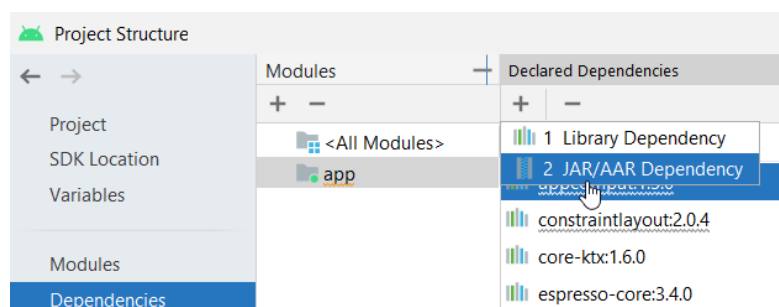 Project Structure
Modules
Declared Dependencies
Project
SDK Location
Variables
Modules
Dependencies
<All Modules>
app
1 Library Dependency
2 JAR/AAR Dependency
constraintlayout:2.0.4
core-ktx:1.6.0
espresso-core:3.4.0